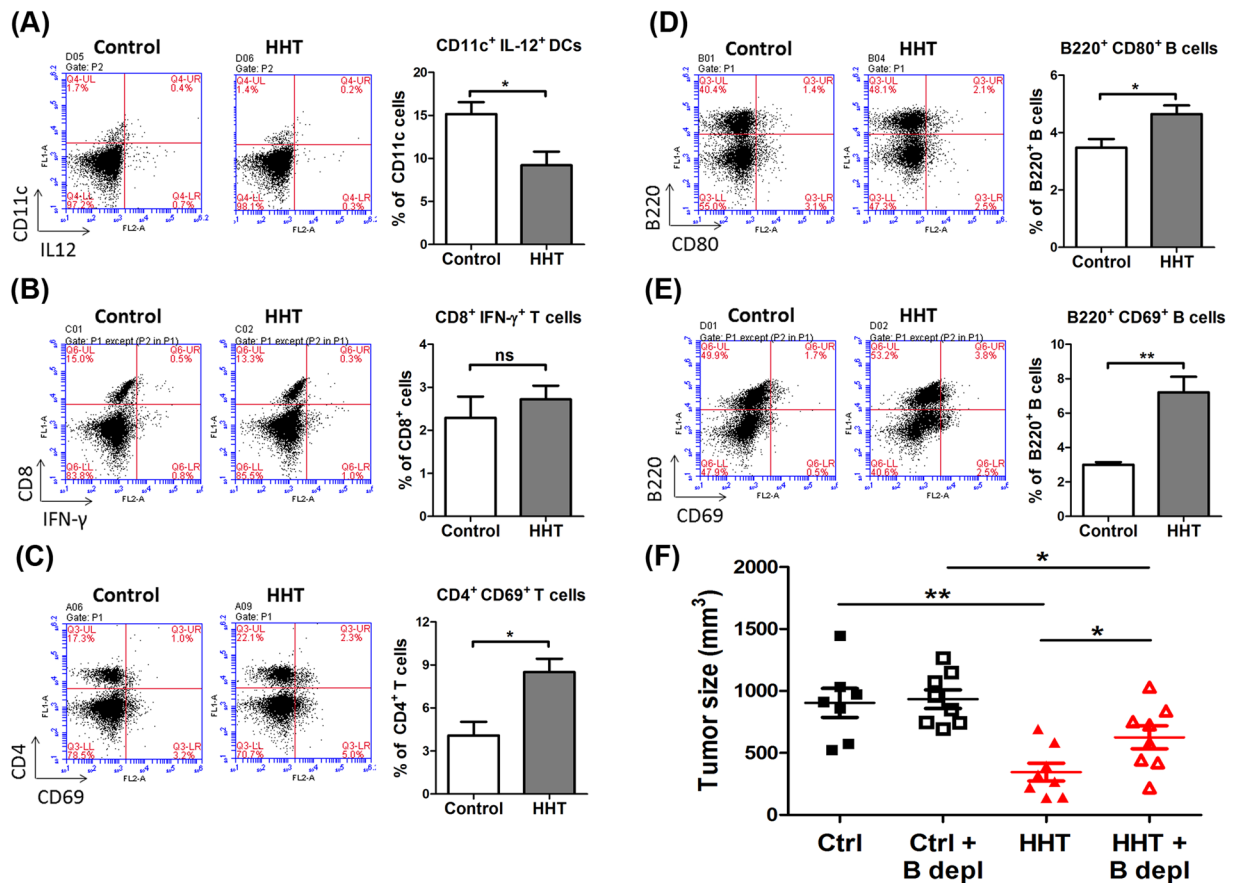 (A)
Control
HHT
CD11c+ IL-12+ DCs
D05
Gate: P2
Q4-UL
1.7%
Q4-UR
0.4%
Q4-LL
97.2%
Q4-LR
0.7%
FL1-A
FL2-A
D06
Gate: P2
Q4-UL
1.4%
Q4-UR
0.2%
Q4-LL
98.1%
Q4-LR
0.3%
FL1-A
FL2-A
CD11c
IL12
% of CD11c cells
20
15
10
5
0
*
Control
HHT
(B)
Control
HHT
CD8+ IFN-γ+ T cells
C01
Gate: P1 except (P2 in P1)
Q6-UL
15.0%
Q6-UR
0.5%
Q6-LL
83.8%
Q6-LR
0.8%
FL1-A
FL2-A
C02
Gate: P1 except (P2 in P1)
Q6-UL
13.3%
Q6-UR
0.3%
Q6-LL
85.5%
Q6-LR
1.0%
FL1-A
FL2-A
CD8
IFN-γ
% of CD8+ cells
4
3
2
1
0
ns
Control
HHT
(C)
Control
HHT
CD4+ CD69+ T cells
A06
Gate: P1
Q3-UL
17.3%
Q3-UR
1.0%
Q3-LL
78.5%
Q3-LR
3.2%
FL1-A
FL2-A
A09
Gate: P1
Q3-UL
22.1%
Q3-UR
2.3%
Q3-LL
70.7%
Q3-LR
5.0%
FL1-A
FL2-A
CD4
CD69
% of CD4+ T cells
12
9
6
3
0
*
Control
HHT
(D)
Control
HHT
B220+ CD80+ B cells
B01
Gate: P1
Q3-UL
40.4%
Q3-UR
1.4%
Q3-LL
55.0%
Q3-LR
3.1%
FL1-A
FL2-A
B04
Gate: P1
Q3-UL
48.1%
Q3-UR
2.1%
Q3-LL
47.3%
Q3-LR
2.5%
FL1-A
FL2-A
B220
CD80
% of B220+ B cells
8
6
4
2
0
*
Control
HHT
(E)
Control
HHT
B220+ CD69+ B cells
D01
Gate: P1 except (P2 in P1)
Q6-UL
49.9%
Q6-UR
1.7%
Q6-LL
47.9%
Q6-LR
0.5%
FL1-A
FL2-A
D02
Gate: P1 except (P2 in P1)
Q6-UL
53.2%
Q6-UR
3.8%
Q6-LL
40.6%
Q6-LR
2.5%
FL1-A
FL2-A
B220
CD69
% of B220+ B cells
10
8
6
4
2
0
**
Control
HHT
(F)
Tumor size (mm3)
2000
1500
1000
500
0
*
**
*
Ctrl
Ctrl +
B depl
HHT
HHT +
B depl